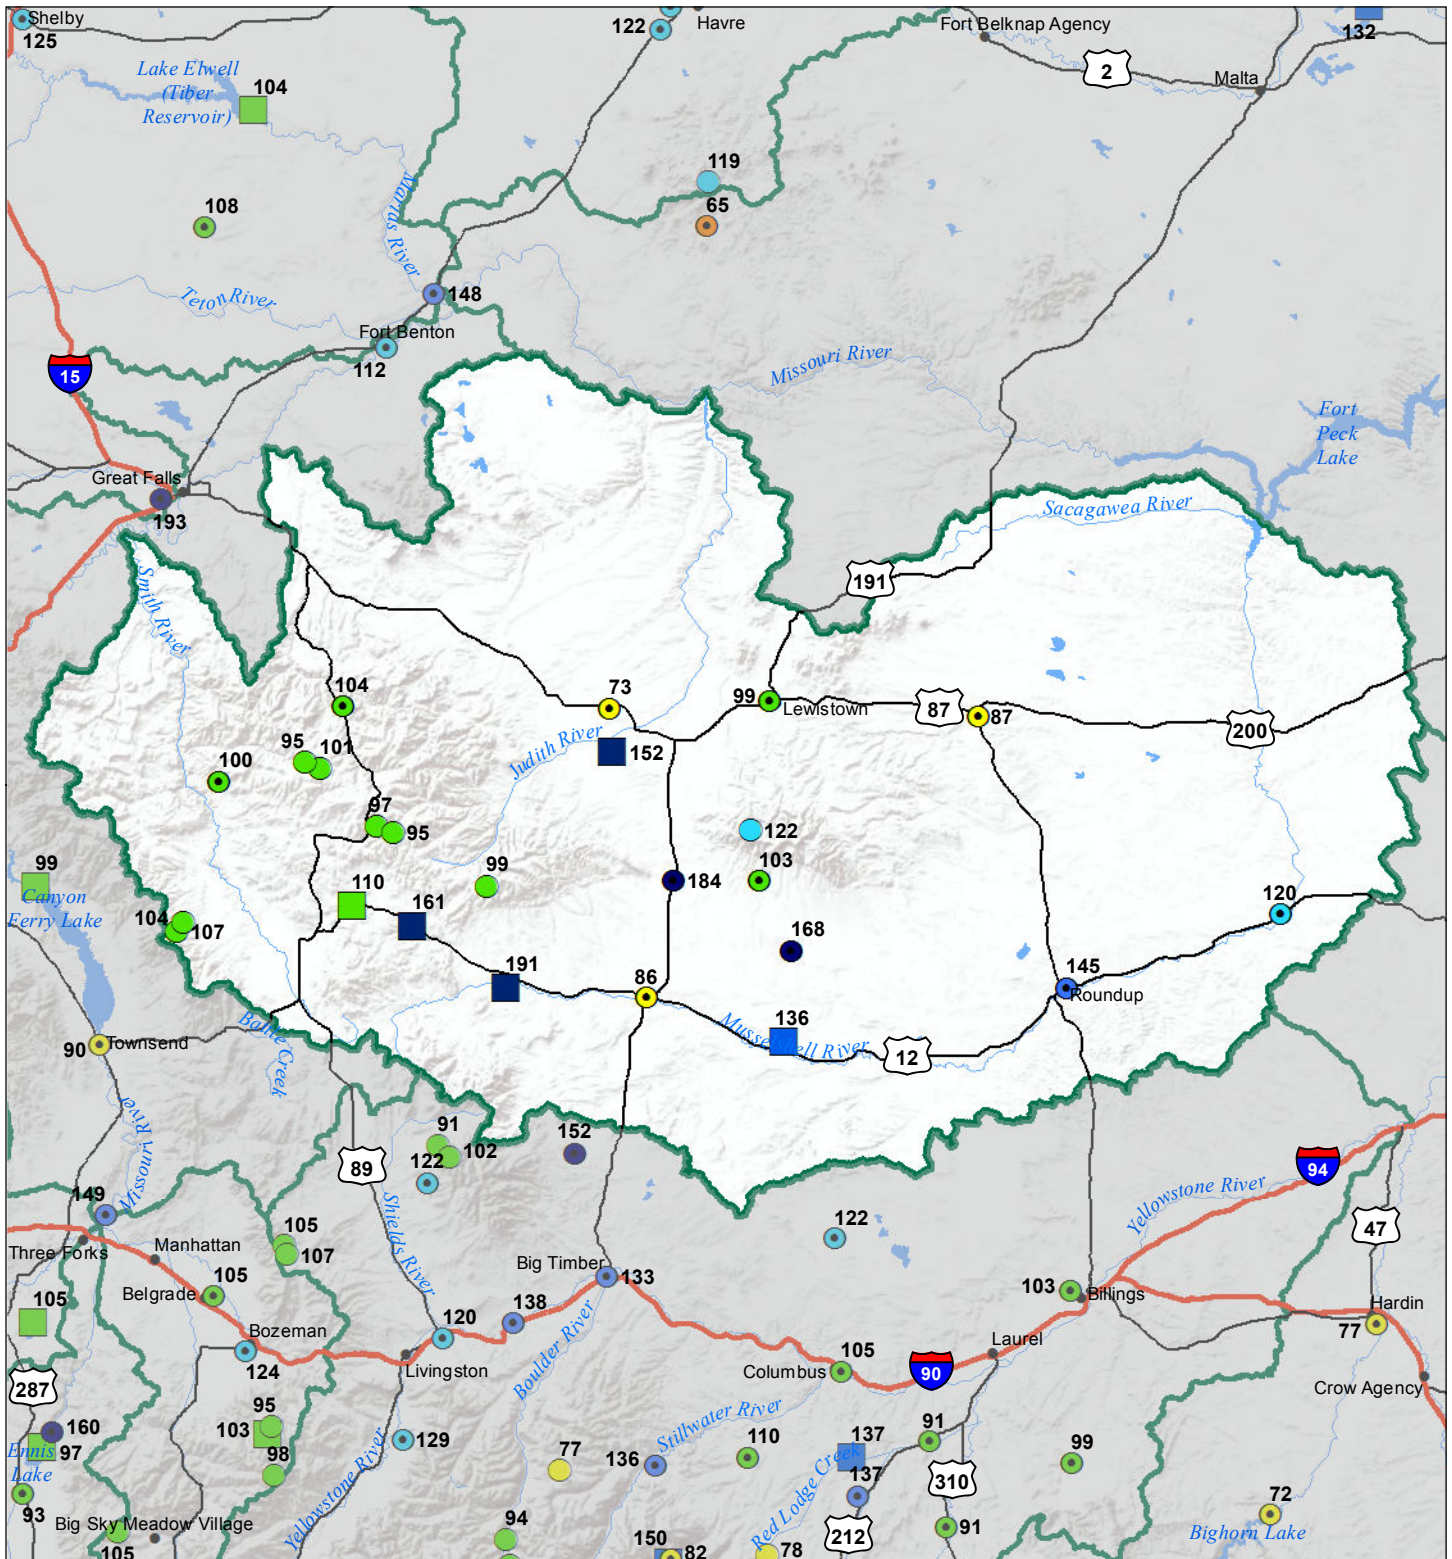 Shelby
125
122
Havre
Fort Belknap Agency
132
2
Malta
Lake Elwell
(Tiber
Reservoir)
104
Marias River
119
65
108
Teton River
148
Fort Benton
112
Missouri River
15
Fort
Peck
Lake
Great Falls
193
Sacagawea River
Smith River
191
104
73
99
Lewistown
87
87
200
95
101
100
Judith River
152
97
95
122
99
103
99
Canyon
Ferry Lake
110
161
184
120
104
107
168
191
86
145
Roundup
136
Musselshell River
12
Battle Creek
90
Townsend
Missouri River
91
102
152
122
89
94
Yellowstone River
149
Shields River
122
47
Three Forks
Manhattan
105
107
Big Timber
133
103
Billings
Belgrade
105
105
138
Hardin
77
Bozeman
124
120
Livingston
Boulder River
Laurel
105
Columbus
90
Crow Agency
287
Stillwater River
160
97
Ennis
Lake
95
103
98
129
77
136
110
137
91
99
Red Lodge Creek
137
310
93
Yellowstone River
72
Big Sky Meadow Village
105
94
150
82
78
212
91
Bighorn Lake